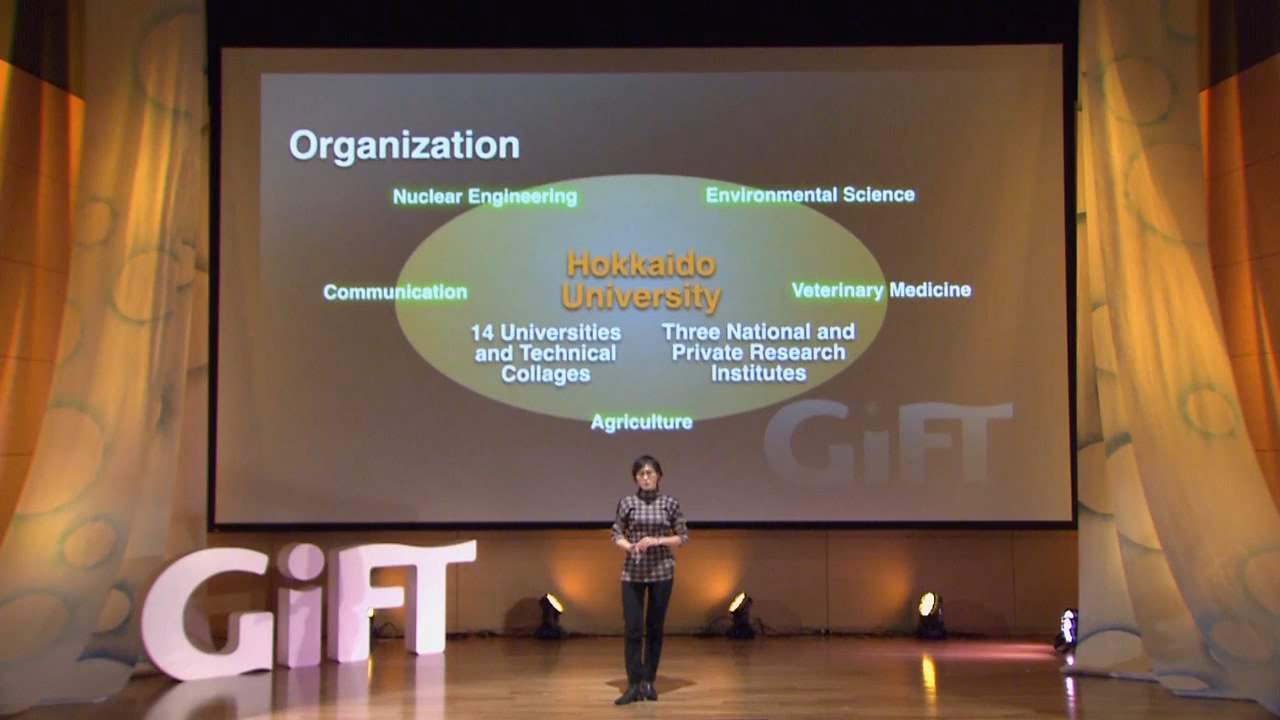 Organization
Nuclear Engineering
Environmental Science
Hokkaido
University
Communication
Veterinary Medicine
14 Universities
and Technical
Collages
Three National and
Private Research
Institutes
Agriculture
GiFT
GiFT